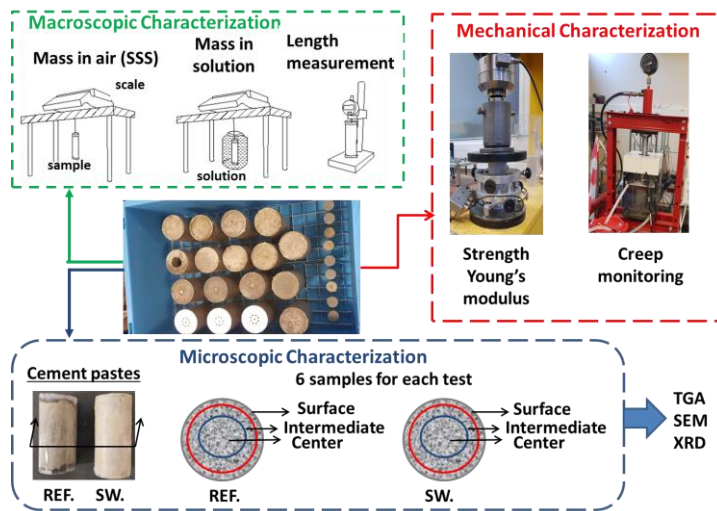 Macroscopic Characterization
Mass in air (SSS)
scale
sample
Mass in
solution
solution
Length
measurement
Mechanical Characterization
Strength
Young's
modulus
Creep
monitoring
Microscopic Characterization
Cement pastes
REF. SW.
6 samples for each test
Surface
Intermediate
Center
REF.
Surface
Intermediate
Center
SW.
TGA
SEM
XRD